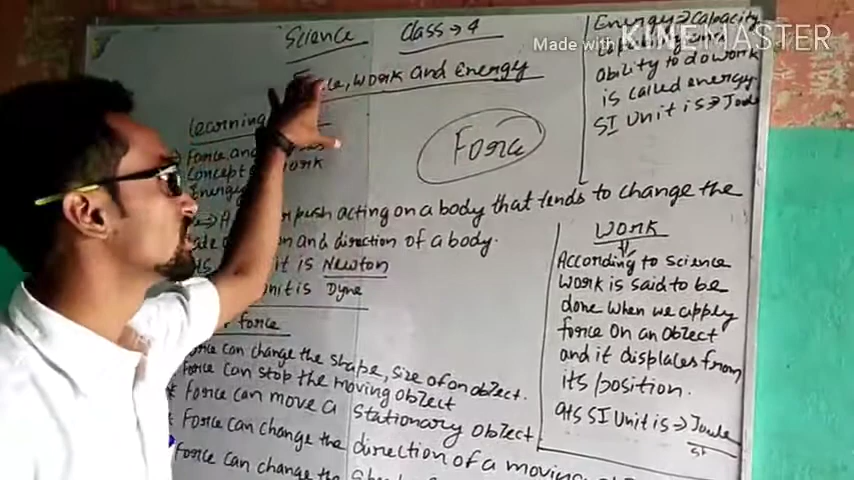 Science Class → 4
Made with KINEMASTER
Work and Energy
Learning
Force and
Concept of Work
Energy
Force
push acting on a body that tends to change the
and direction of a body.
it is Newton
unit is Dyne
force
Force can change the shape, size of an object.
Force can stop the moving object
* Force can move a stationary object
* Force can change the direction of a moving
Force can change the
Energy → Capacity
ability to do work
is called energy.
SI Unit is → Joule
Work
According to science
work is said to be
done when we apply
force on an object
and it displaces from
its position.
Its SI Unit is → Joule